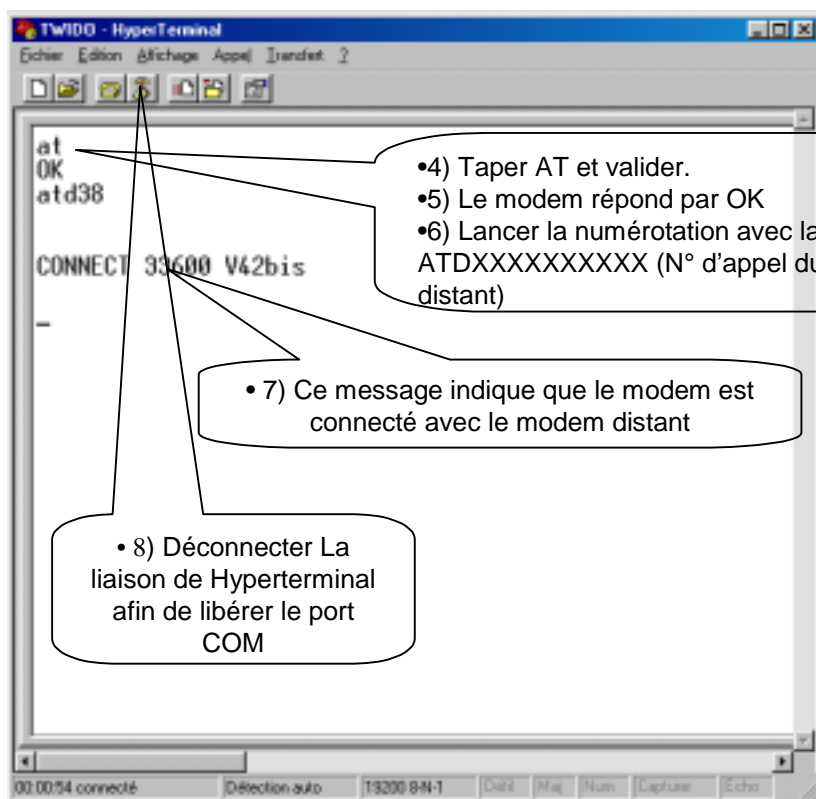 TWIDO - HyperTerminal
Fichier Edition Affichage Appel Transfert ?
at
OK
atd38
CONNECT 33600 V42bis
•4) Taper AT et valider.
•5) Le modem répond par OK
•6) Lancer la numérotation avec la
ATDXXXXXXXXXX (N° d'appel du
distant)
• 7) Ce message indique que le modem est
connecté avec le modem distant
• 8) Déconnecter La
liaison de Hyperterminal
afin de libérer le port
COM
00:00:54 connecté Détection auto 19200 8-N-1 Défil Maj Num Capturer Écho